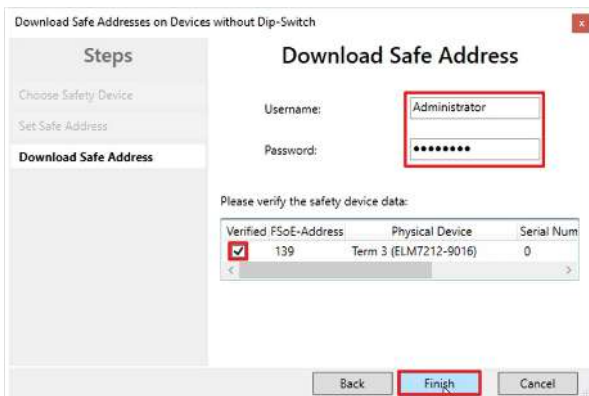 Download Safe Addresses on Devices without Dip-Switch
x
Steps
Choose Safety Device
Set Safe Address
Download Safe Address
Download Safe Address
Username:
Administrator
Password:
••••••••
Please verify the safety device data:
Verified FSoE-Address Physical Device Serial Num
139 Term 3 (ELM7212-9016) 0
Back Finish Cancel